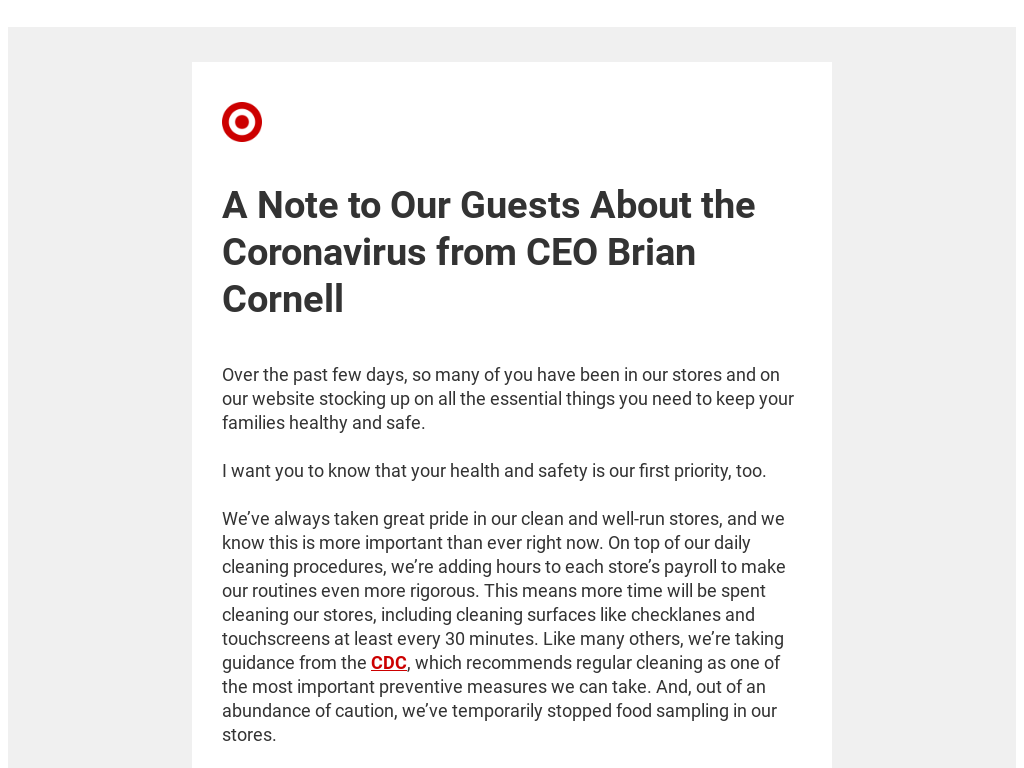 A Note to Our Guests About the
Coronavirus from CEO Brian
Cornell
Over the past few days, so many of you have been in our stores and on
our website stocking up on all the essential things you need to keep your
families healthy and safe.
I want you to know that your health and safety is our first priority, too.
We’ve always taken great pride in our clean and well-run stores, and we
know this is more important than ever right now. On top of our daily
cleaning procedures, we’re adding hours to each store’s payroll to make
our routines even more rigorous. This means more time will be spent
cleaning our stores, including cleaning surfaces like checklanes and
touchscreens at least every 30 minutes. Like many others, we’re taking
guidance from the CDC, which recommends regular cleaning as one of
the most important preventive measures we can take. And, out of an
abundance of caution, we’ve temporarily stopped food sampling in our
stores.